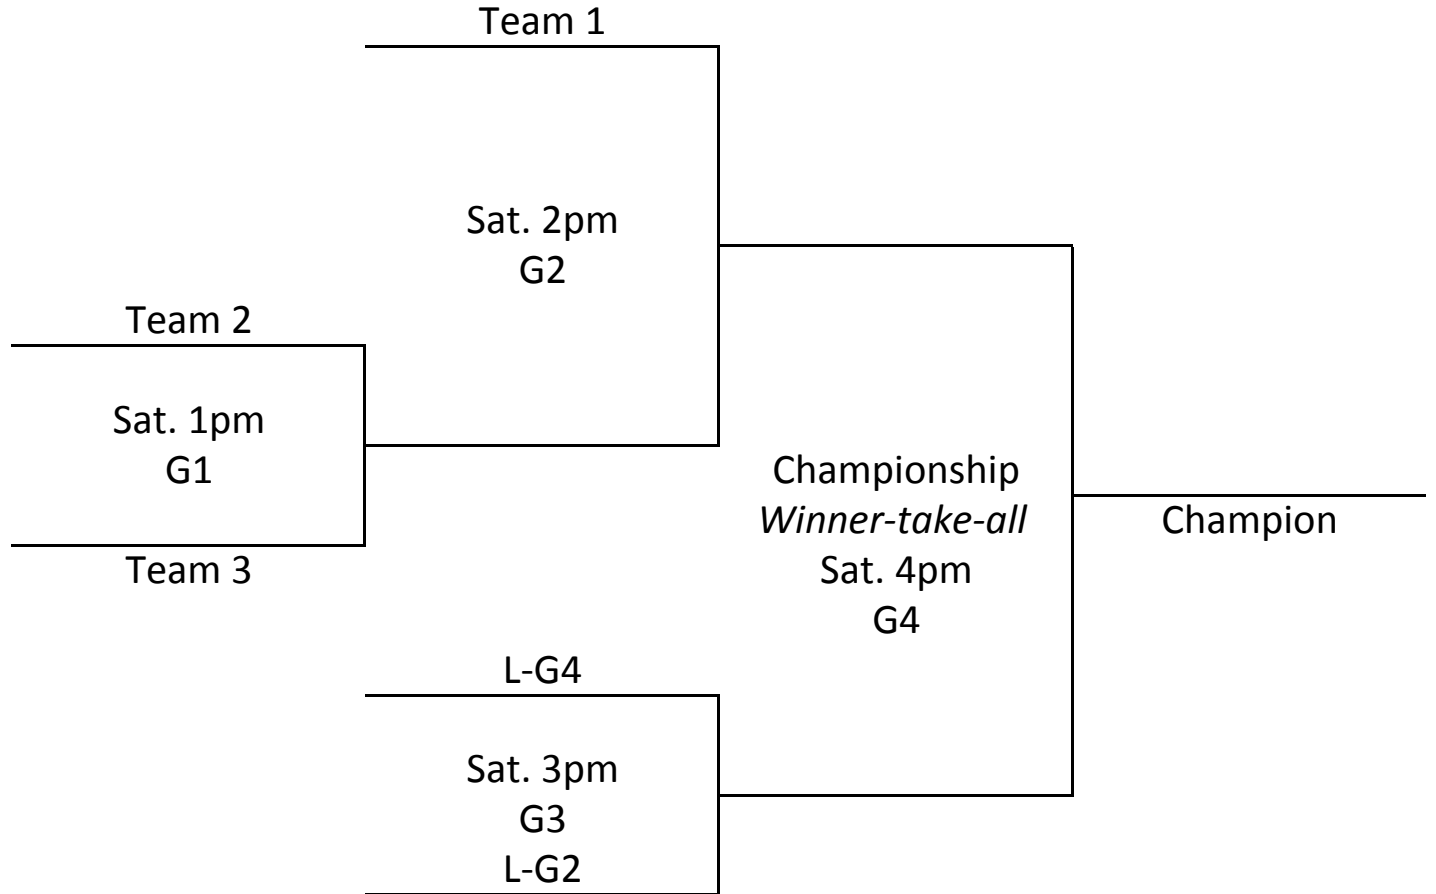 Team 1
Sat. 2pm
G2
Team 2
Sat. 1pm
G1
Team 3
Championship
Winner-take-all
Sat. 4pm
G4
Champion
L-G4
Sat. 3pm
G3
L-G2